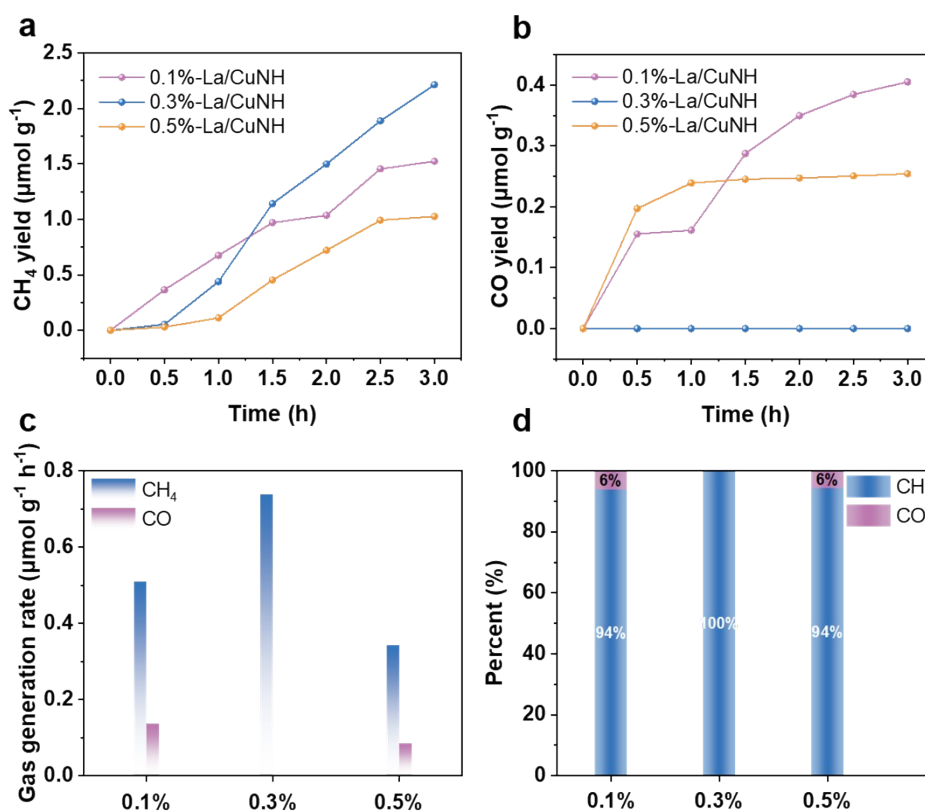 a
CH₄ yield (μmol g⁻¹)
2.5
2.0
1.5
1.0
0.5
0.0
0.1%-La/CuNH
0.3%-La/CuNH
0.5%-La/CuNH
0.0 0.5 1.0 1.5 2.0 2.5 3.0
Time (h)
b
CO yield (μmol g⁻¹)
0.4
0.3
0.2
0.1
0.0
0.1%-La/CuNH
0.3%-La/CuNH
0.5%-La/CuNH
0.0 0.5 1.0 1.5 2.0 2.5 3.0
Time (h)
c
Gas generation rate (μmol g⁻¹ h⁻¹)
0.8
0.6
0.4
0.2
0.0
CH₄
CO
0.1% 0.3% 0.5%
d
Percent (%)
100
80
60
40
20
0
6% 6%
94% 100% 94%
CH
CO
0.1% 0.3% 0.5%